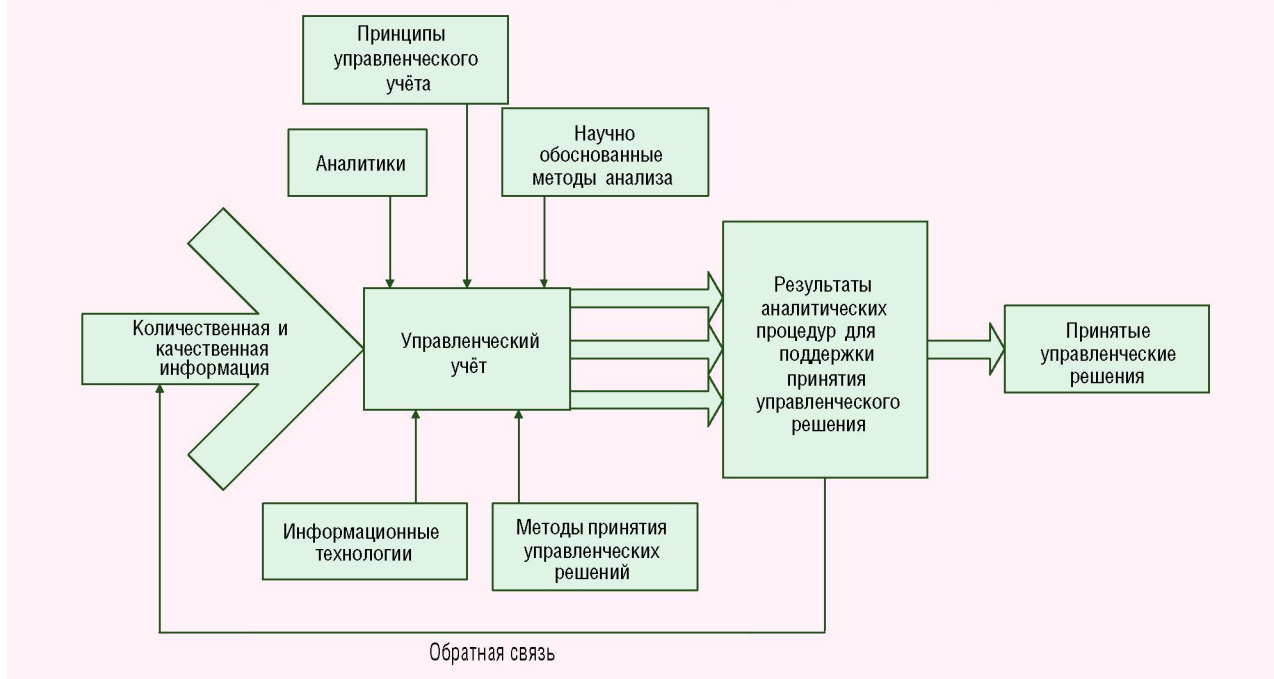 Принципы
управленческого
учёта
Аналитики
Научно
обоснованные
методы анализа
Количественная и
качественная
информация
Управленческий
учёт
Результаты
аналитических
процедур для
поддержки
принятия
управленческого
решения
Принятые
управленческие
решения
Информационные
технологии
Методы принятия
управленческих
решений
Обратная связь